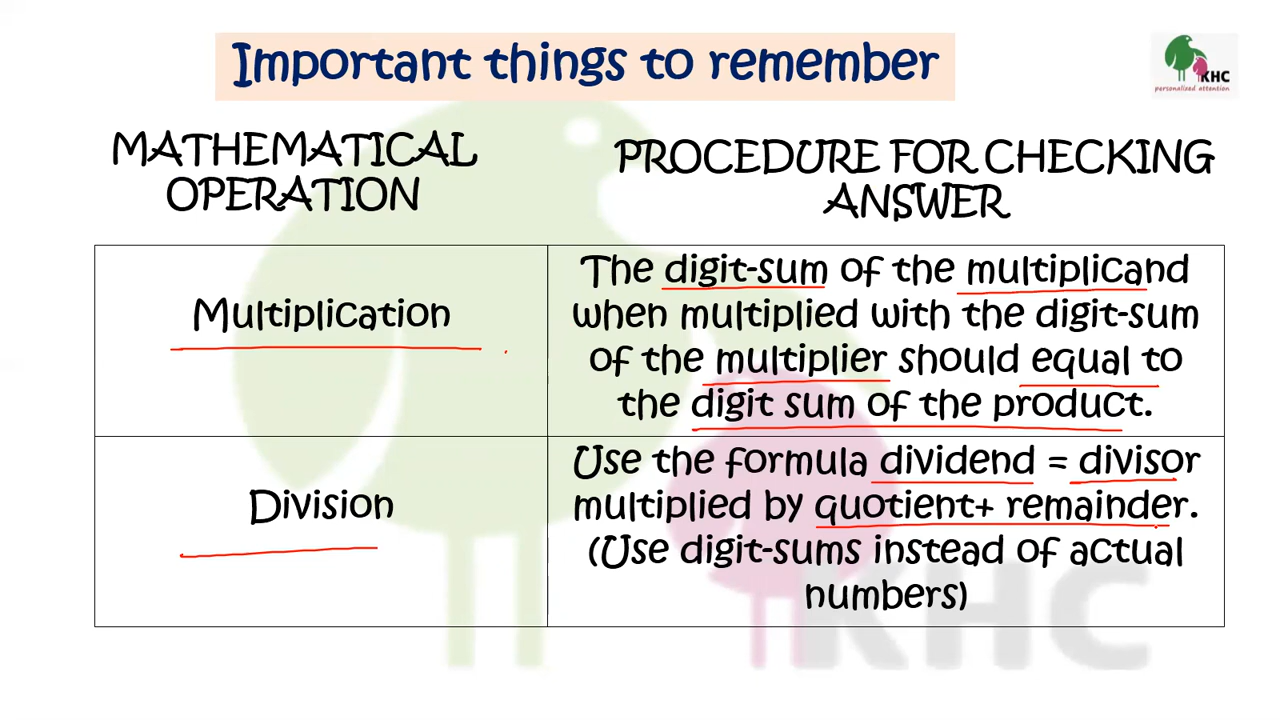 Important things to remember
KHC
personalised attention
MATHEMATICAL
OPERATION
PROCEDURE FOR CHECKING
ANSWER
Multiplication
The digit-sum of the multiplicand
when multiplied with the digit-sum
of the multiplier should equal to
the digit sum of the product.
Division
Use the formula dividend = divisor
multiplied by quotient+ remainder.
(Use digit-sums instead of actual
numbers)
KHC